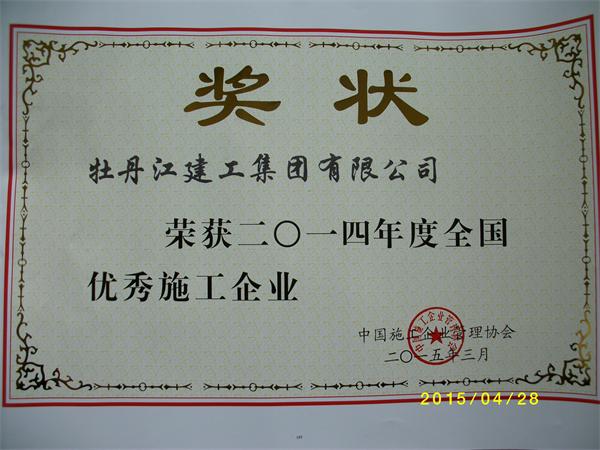 奖状
牡丹江建工集团有限公司
荣获二〇一四年度全国
优秀施工企业
中国施工企业管理协会
二〇一五年三月
2015/04/28